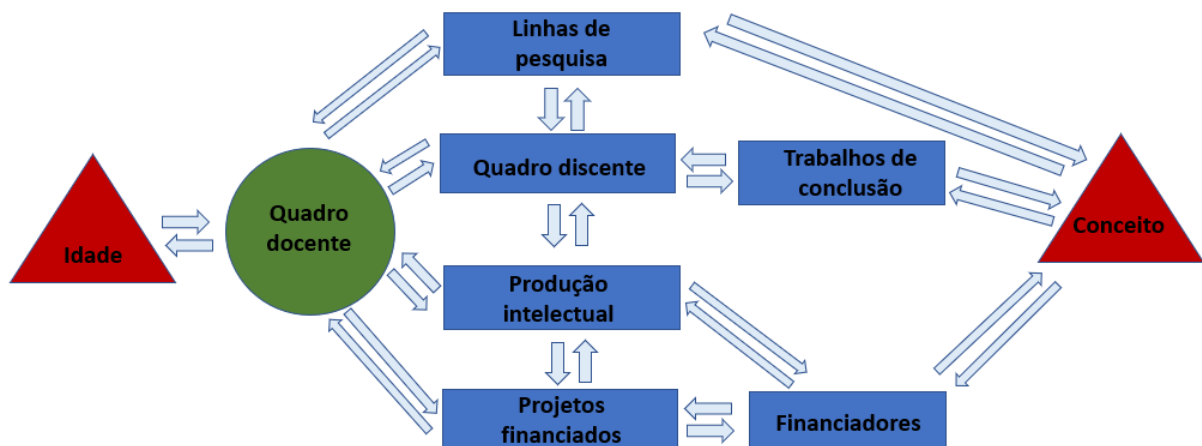 Linhas de
pesquisa
Quadro discente
Trabalhos de
conclusão
Quadro
docente
Idade
Conceito
Produção
intelectual
Projetos
financiados
Financiadores